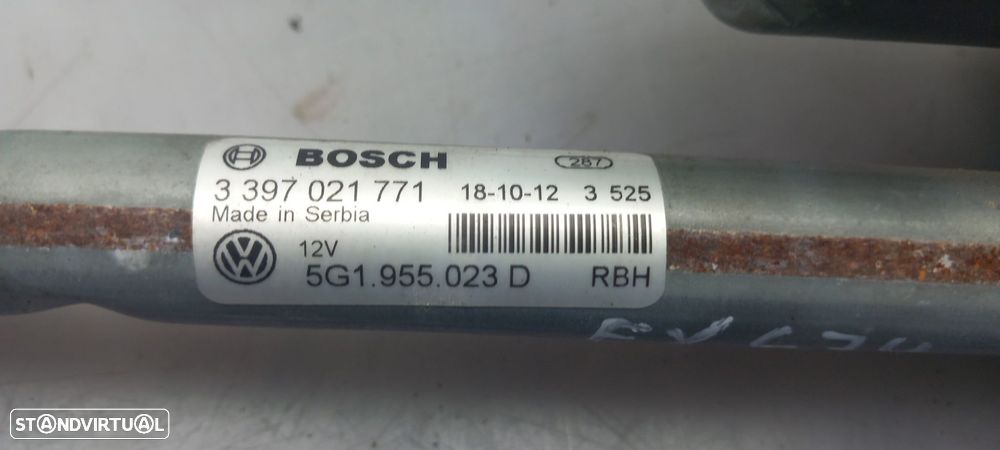 BOSCH 287
3 397 021 771 18-10-12 3 525
Made in Serbia
12V
5G1.955.023 D RBH
STANDVIRTUAL